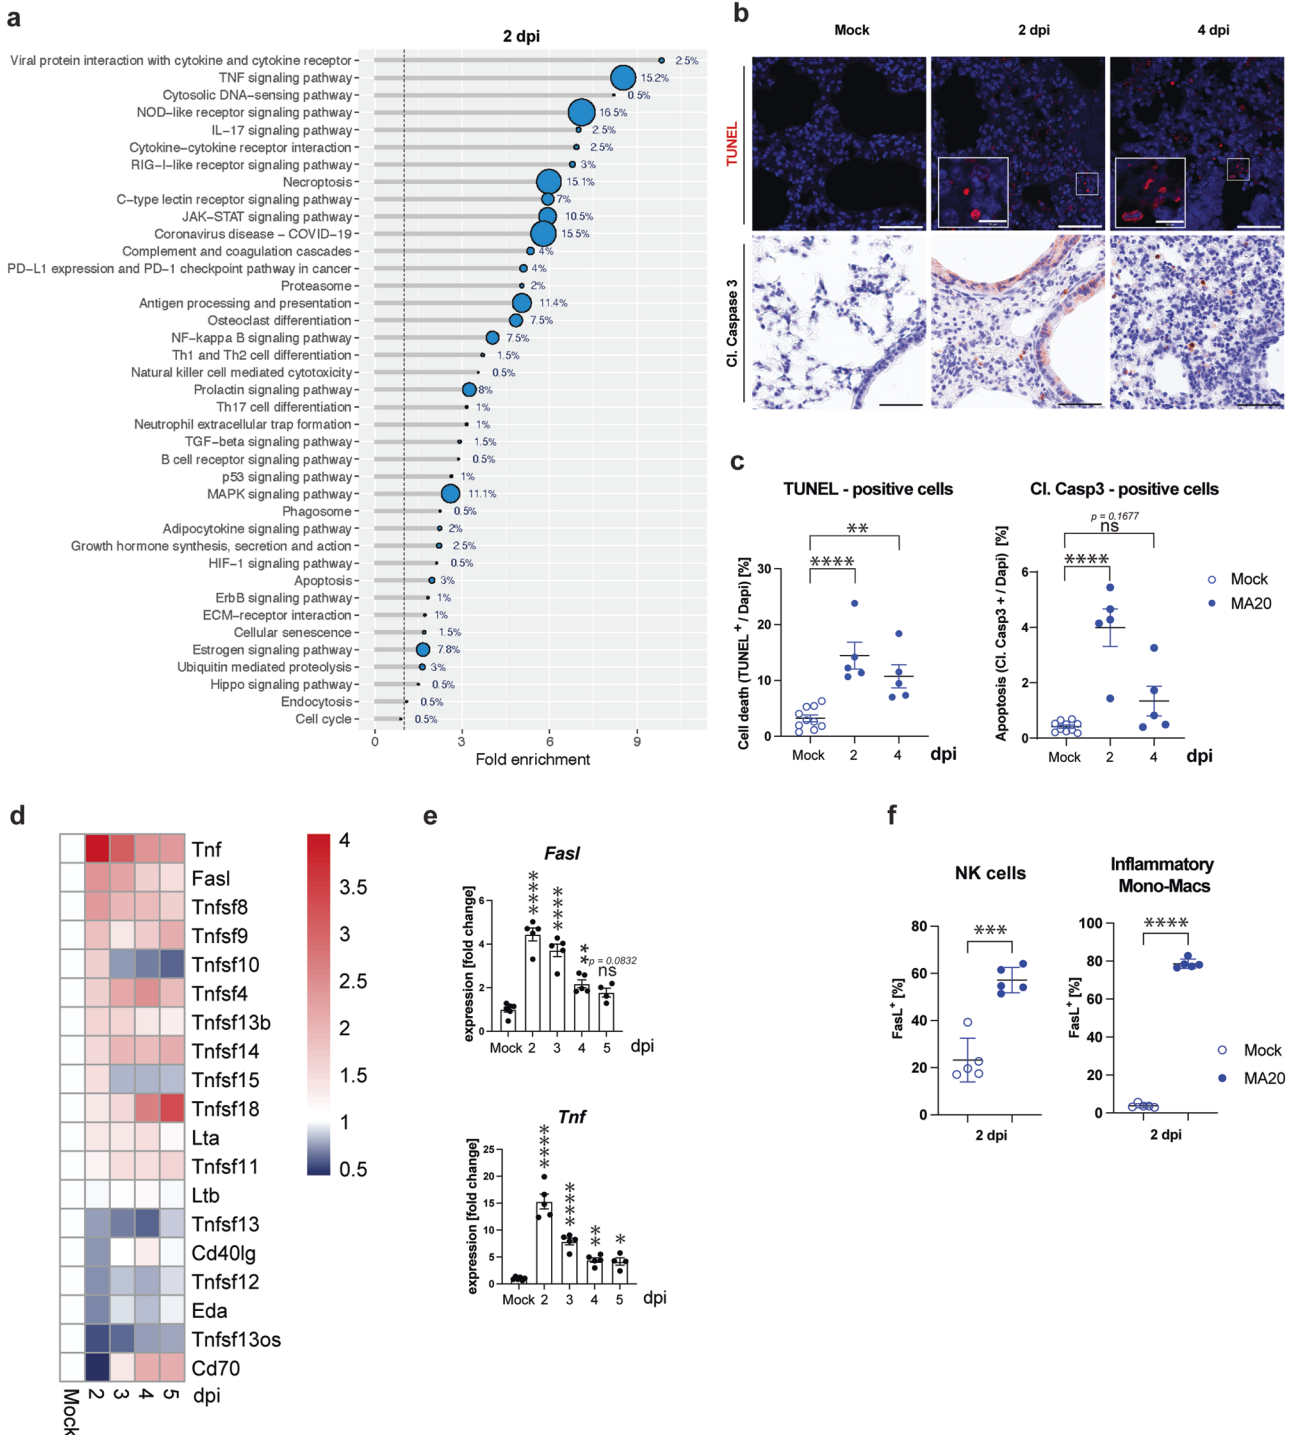 a
2 dpi
Viral protein interaction with cytokine and cytokine receptor 2.5%
TNF signaling pathway 15.2%
Cytosolic DNA-sensing pathway 0.5%
NOD-like receptor signaling pathway 16.5%
IL-17 signaling pathway 2.5%
Cytokine-cytokine receptor interaction 2.5%
RIG-I-like receptor signaling pathway 3%
Necroptosis 15.1%
C-type lectin receptor signaling pathway 7%
JAK-STAT signaling pathway 10.5%
Coronavirus disease - COVID-19 15.5%
Complement and coagulation cascades 4%
PD-L1 expression and PD-1 checkpoint pathway in cancer 4%
Proteasome 2%
Antigen processing and presentation 11.4%
Osteoclast differentiation 7.5%
NF-kappa B signaling pathway 7.5%
Th1 and Th2 cell differentiation 1.5%
Natural killer cell mediated cytotoxicity 0.5%
Prolactin signaling pathway 8%
Th17 cell differentiation 1%
Neutrophil extracellular trap formation 1%
TGF-beta signaling pathway 1.5%
B cell receptor signaling pathway 0.5%
p53 signaling pathway 1%
MAPK signaling pathway 11.1%
Phagosome 0.5%
Adipocytokine signaling pathway 2%
Growth hormone synthesis, secretion and action 2.5%
HIF-1 signaling pathway 0.5%
Apoptosis 3%
ErbB signaling pathway 1%
ECM-receptor interaction 1%
Cellular senescence 1.5%
Estrogen signaling pathway 7.8%
Ubiquitin mediated proteolysis 3%
Hippo signaling pathway 0.5%
Endocytosis 0.5%
Cell cycle 0.5%
0 3 6 9
Fold enrichment
b
Mock 2 dpi 4 dpi
TUNEL
Cl. Caspase 3
c
TUNEL - positive cells
**
****
Cell death (TUNEL + / Dapi) [%]
30
20
10
0
Mock 2 4 dpi
Cl. Casp3 - positive cells
p = 0.1677
ns
****
Apoptosis (Cl. Casp3 + / Dapi) [%]
6
4
2
0
Mock 2 4 dpi
Mock
MA20
d
Tnf
Fasl
Tnfsf8
Tnfsf9
Tnfsf10
Tnfsf4
Tnfsf13b
Tnfsf14
Tnfsf15
Tnfsf18
Lta
Tnfsf11
Ltb
Tnfsf13
Cd40lg
Tnfsf12
Eda
Tnfsf13os
Cd70
Mock 2 3 4 5 dpi
4
3.5
3
2.5
2
1.5
1
0.5
e
Fasl
expression [fold change]
6
4
2
0
****
****
**
p = 0.0832
ns
Mock 2 3 4 5 dpi
Tnf
expression [fold change]
25
20
15
10
5
0
****
****
**
*
Mock 2 3 4 5 dpi
f
NK cells
***
FasL+ [%]
80
60
40
20
0
2 dpi
Inflammatory
Mono-Macs
****
FasL+ [%]
100
80
60
40
20
0
2 dpi
Mock
MA20